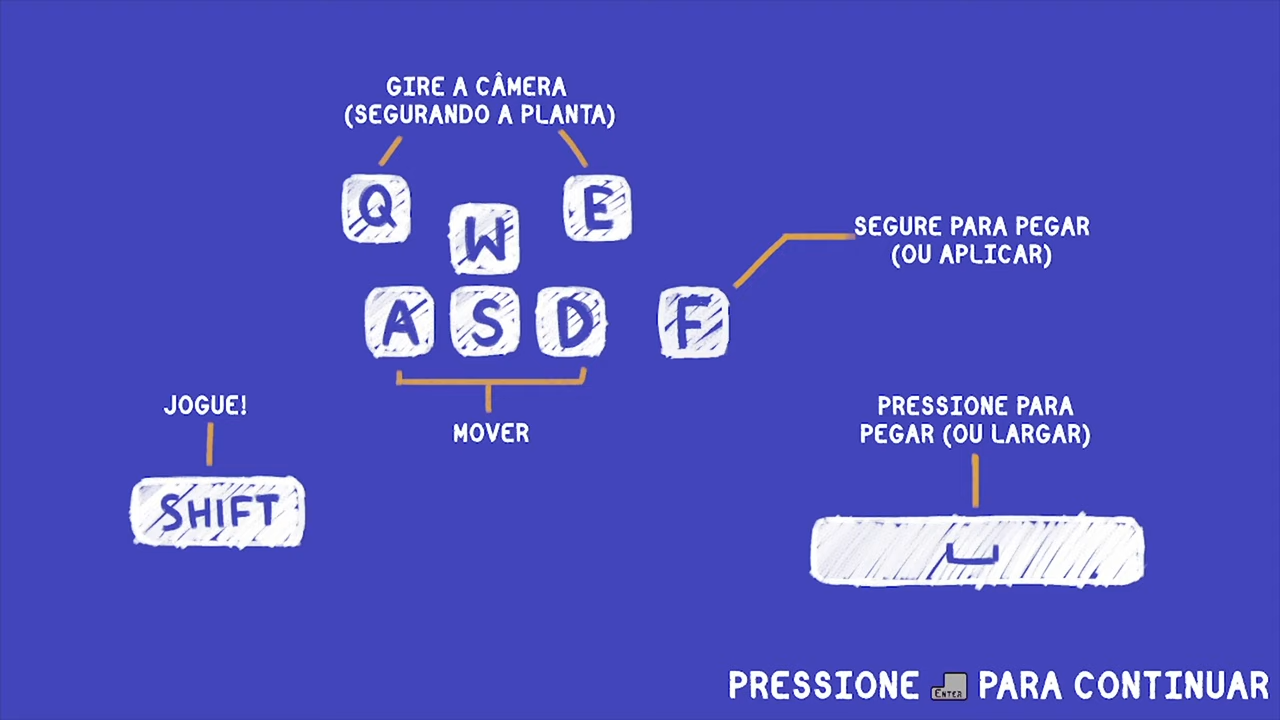 GIRE A CÂMERA
(SEGURANDO A PLANTA)
Q
W
E
SEGURE PARA PEGAR
(OU APLICAR)
A S D F
MOVER
JOGUE!
SHIFT
PRESSIONE PARA
PEGAR (OU LARGAR)
PRESSIONE ENTER PARA CONTINUAR